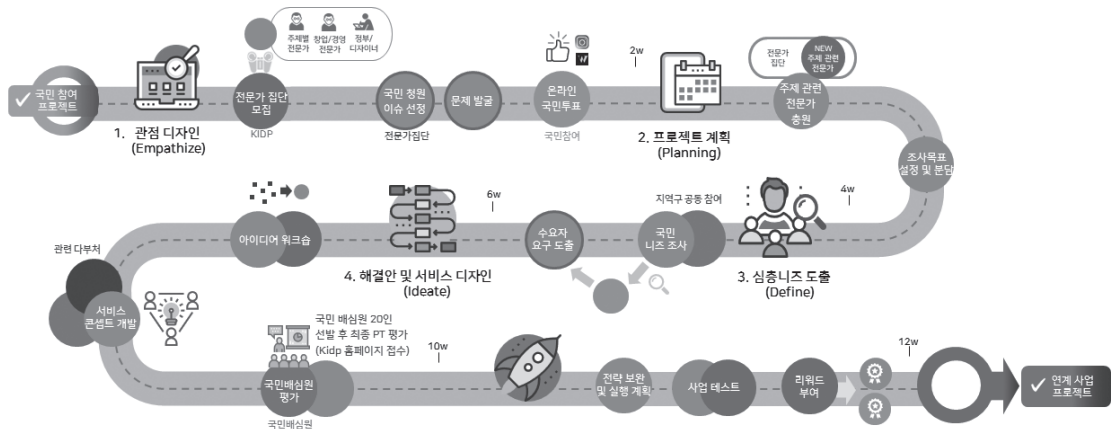 국민 참여
프로젝트
1. 관점 디자인
(Empathize)
주제별
전문가
창업/경영
전문가
정부/
디자이너
전문가 집단
모집
KIDP
국민 청원
이슈 선정
전문가집단
문제 발굴
온라인
국민투표
국민참여
2w
2. 프로젝트 계획
(Planning)
전문가
집단
NEW
주제 관련
전문가
주제 관련
전문가
충원
조사목표
설정 및 분담
4w
3. 심층니즈 도출
(Define)
지역구 공동 참여
국민
니즈 조사
수요자
요구 도출
6w
4. 해결안 및 서비스 디자인
(Ideate)
아이디어 워크숍
관련 다부처
서비스
콘셉트 개발
국민 배심원 20인
선발 후 최종 PT 평가
(Kidp 홈페이지 접수)
국민배심원
평가
국민배심원
10w
전략 보완
및 실행 계획
사업 테스트
리워드
부여
12w
연계 사업
프로젝트